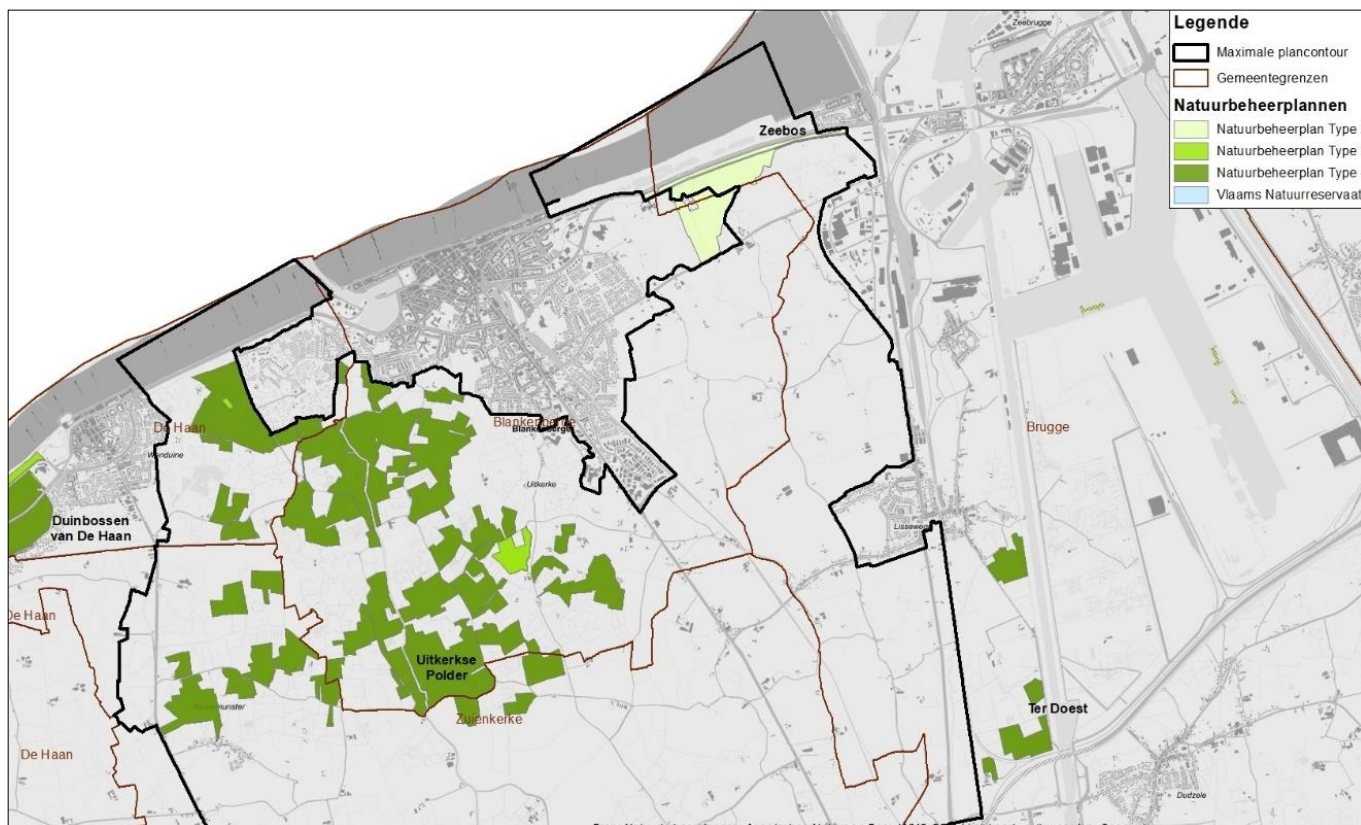 Legende
Maximale plancontour
Gemeentegrenzen
Natuurbeheerplannen
Natuurbeheerplan Type
Natuurbeheerplan Type
Natuurbeheerplan Type
Vlaams Natuurreservaat
Zeebrugge
Zeebos
De Haan
Wenduine
Blankenberge
Blankenberge
Brugge
Uitkerke
Lissewege
Duinbossen
van De Haan
De Haan
Uitkerkse
Polder
Ter Doest
Zuienkerke
De Haan
Dudzele